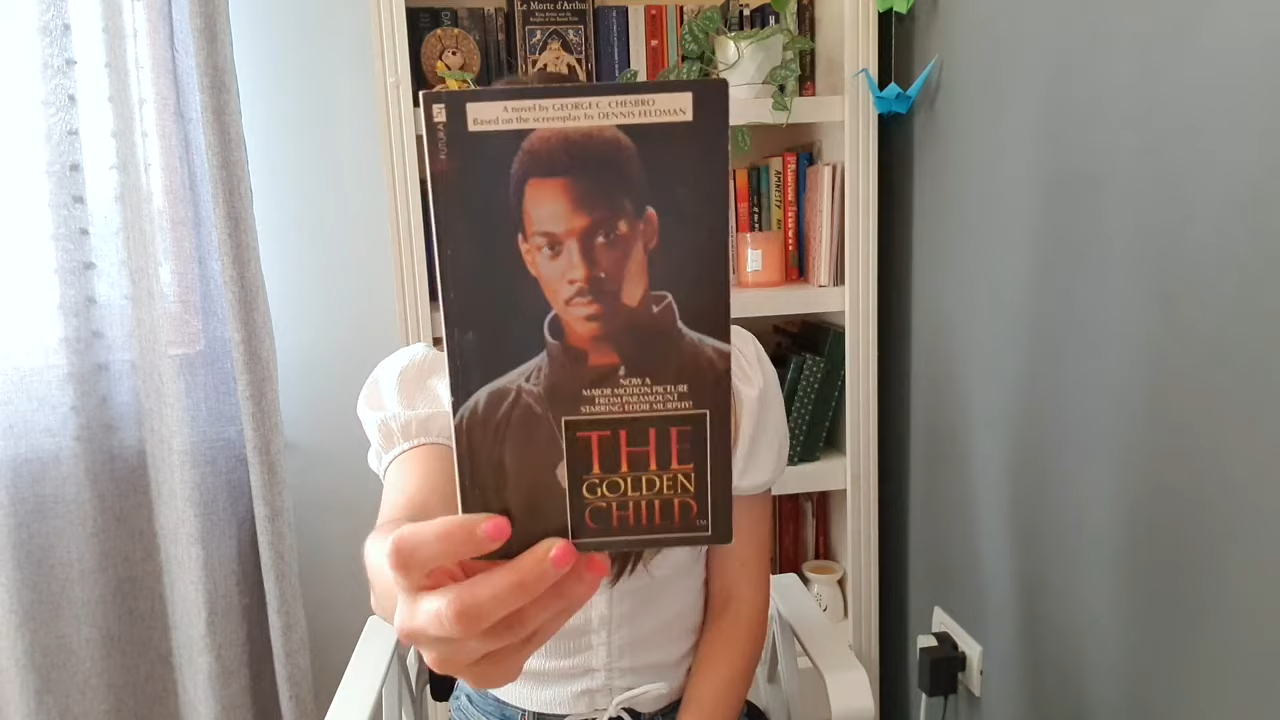 Le Morte d'Arthur
A novel by GEORGE C. CHESBRO
Based on the screenplay by DENNIS FELDMAN
FUTURA
NOW A
MAJOR MOTION PICTURE
FROM PARAMOUNT
STARRING EDDIE MURPHY!
THE
GOLDEN
CHILD
TM
AMNESTY